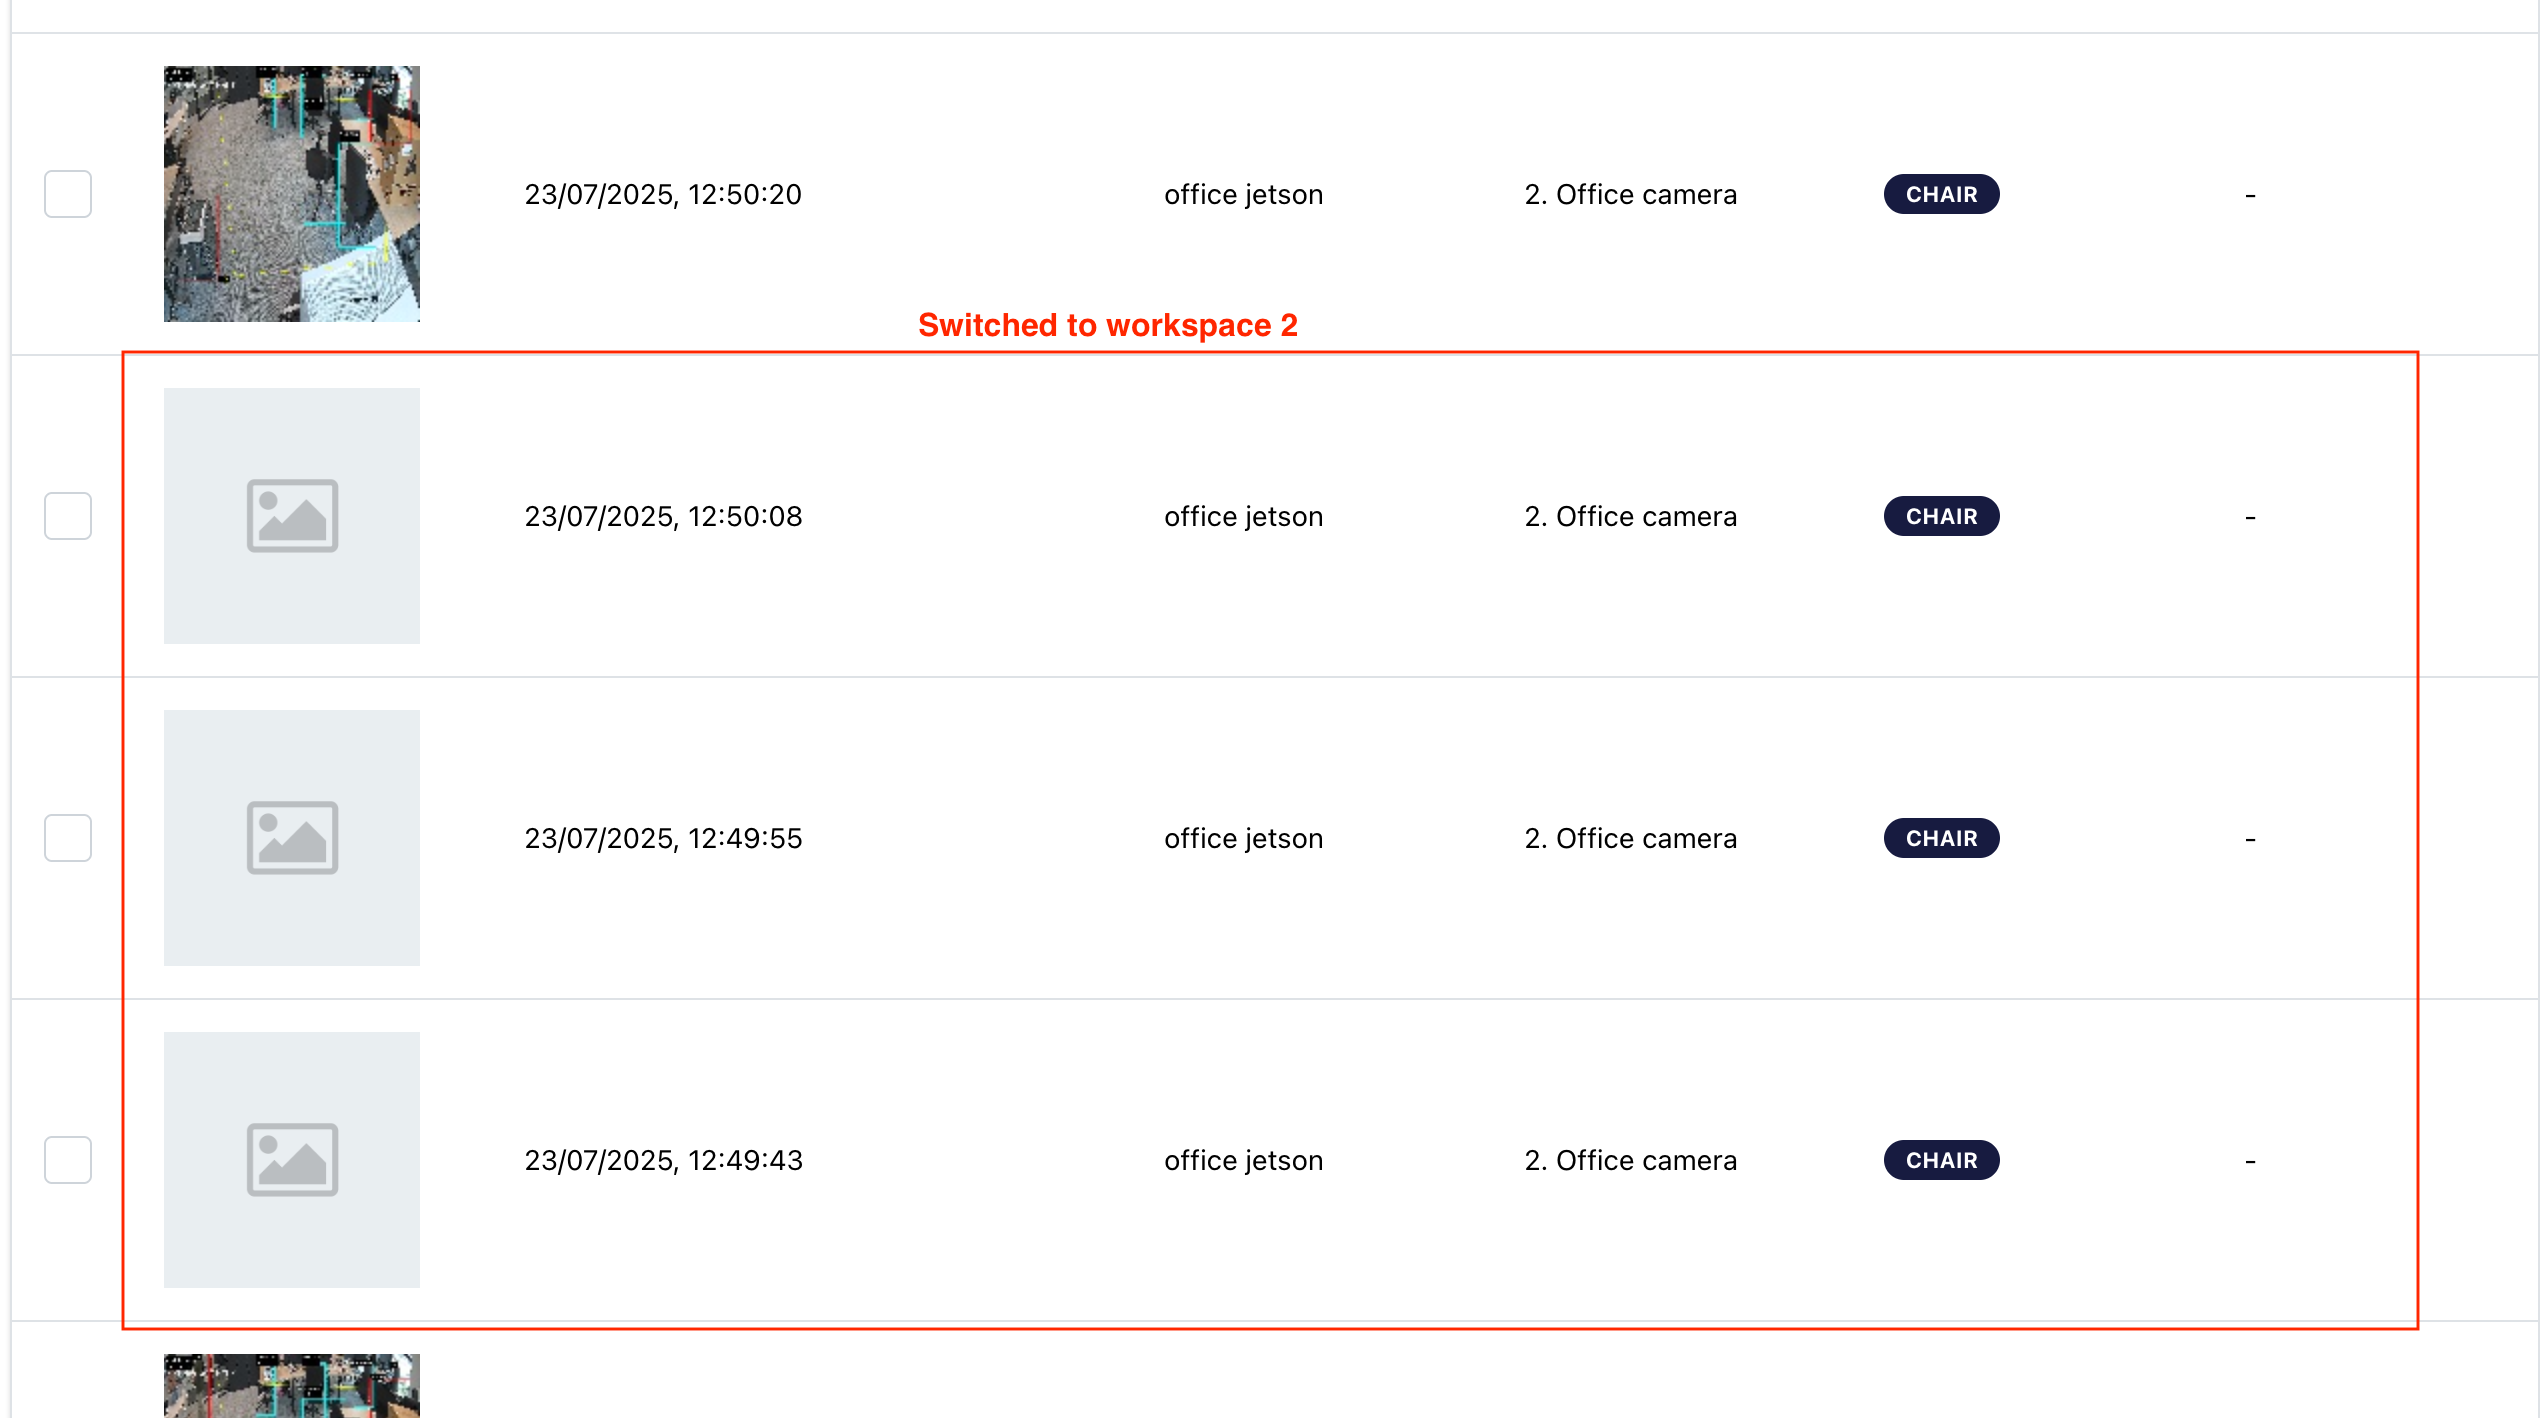 23/07/2025, 12:50:20 office jetson 2. Office camera CHAIR -
Switched to workspace 2
23/07/2025, 12:50:08 office jetson 2. Office camera CHAIR -
23/07/2025, 12:49:55 office jetson 2. Office camera CHAIR -
23/07/2025, 12:49:43 office jetson 2. Office camera CHAIR -